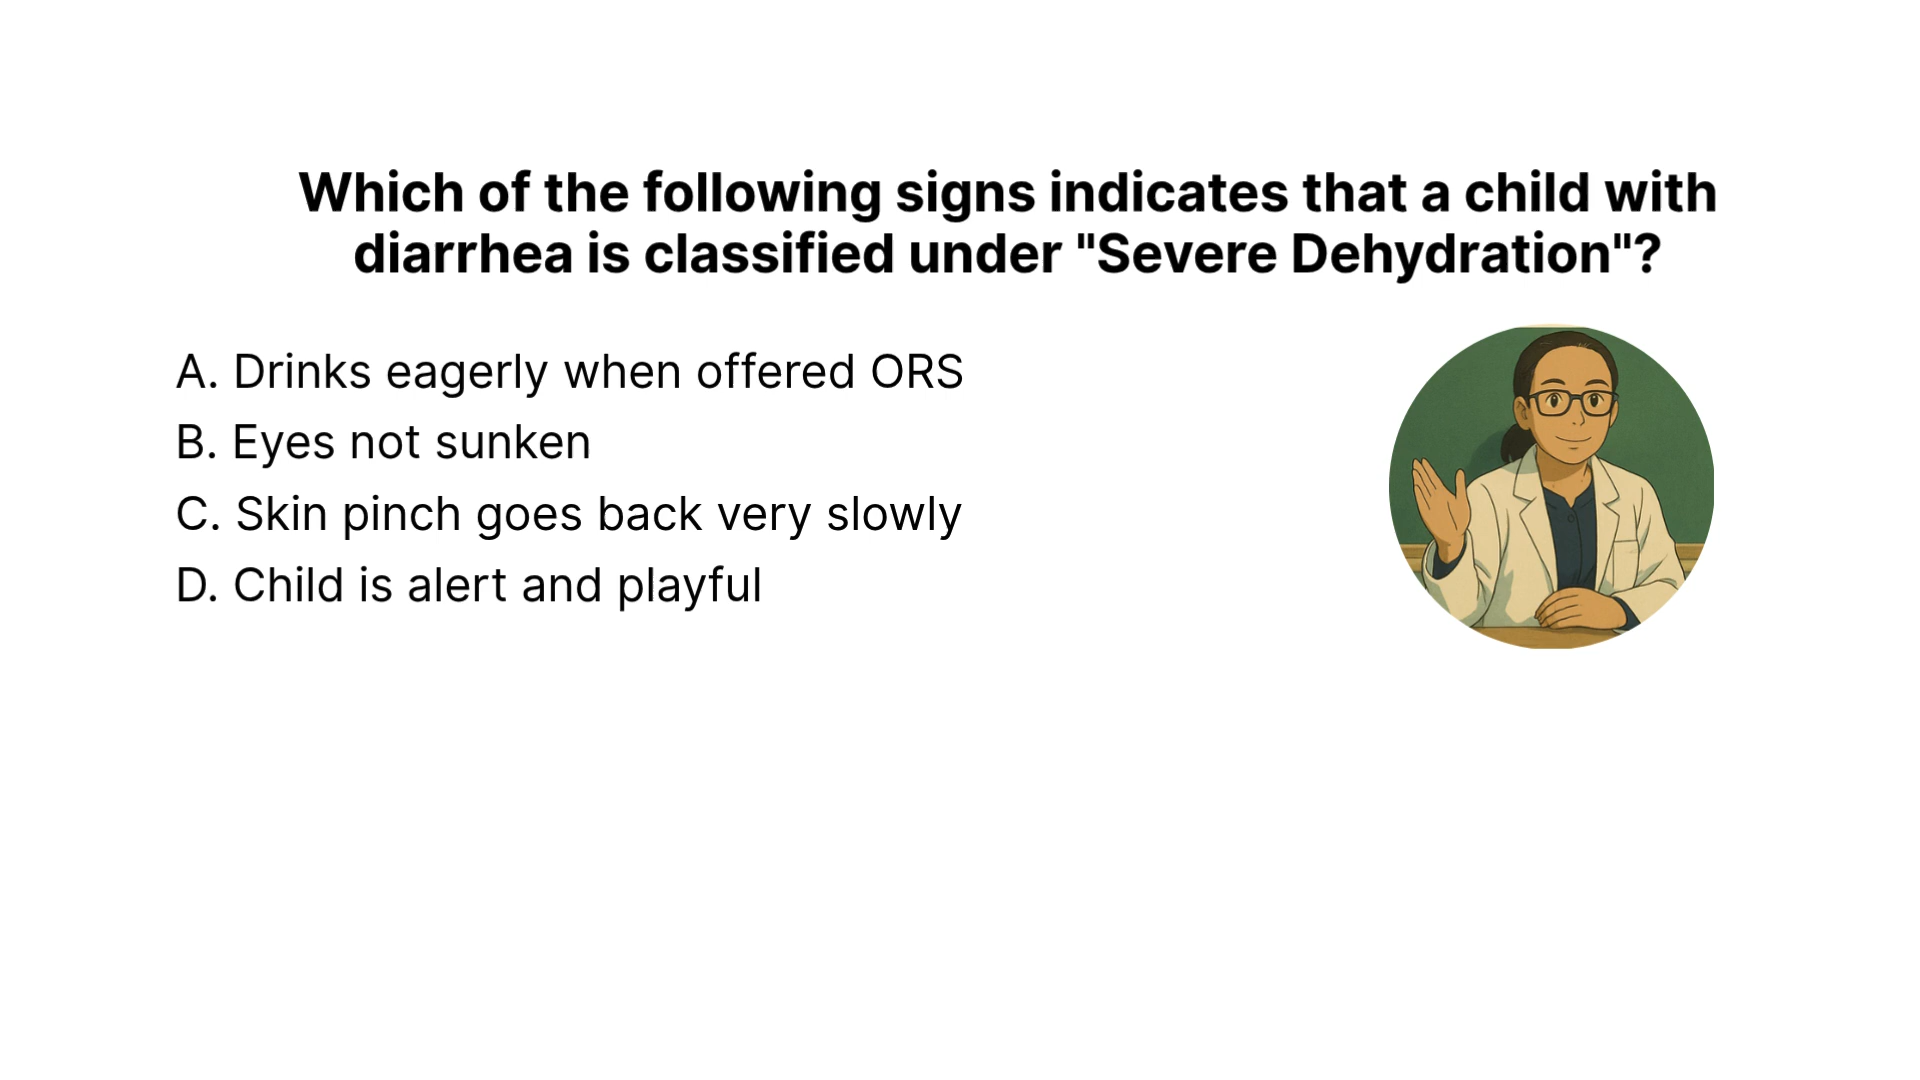 Which of the following signs indicates that a child with
diarrhea is classified under "Severe Dehydration"?
A. Drinks eagerly when offered ORS
B. Eyes not sunken
C. Skin pinch goes back very slowly
D. Child is alert and playful